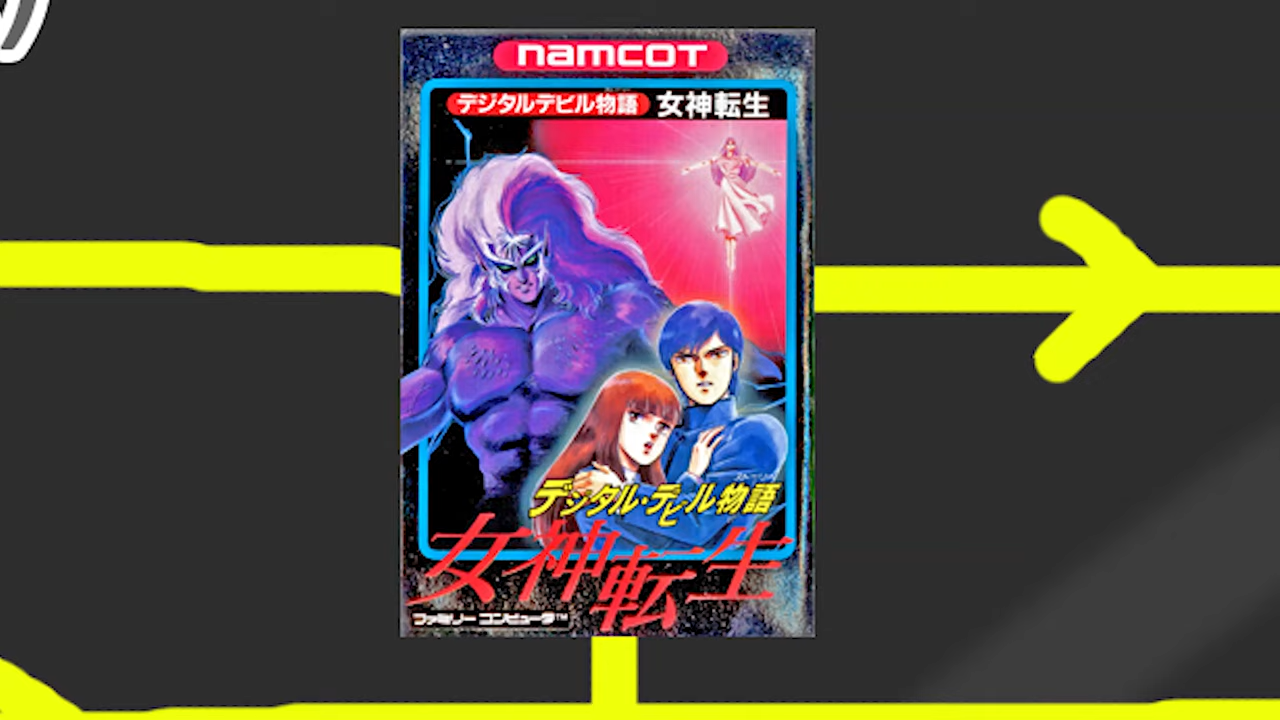 namcoT
デジタルデビル物語 女神転生
デジタル・デビル物語
女神転生
ファミリーコンピュータ™